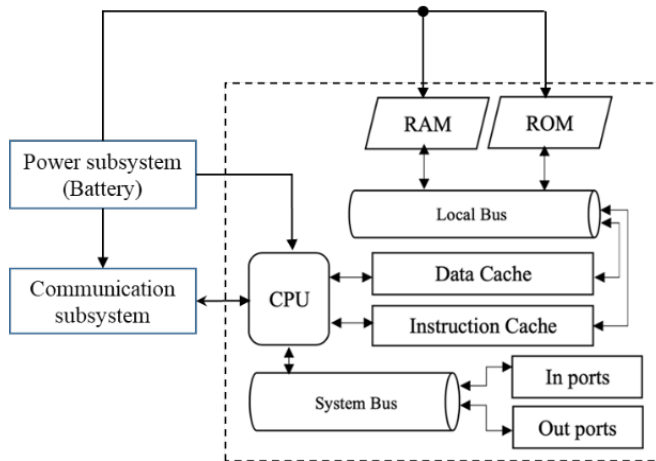 RAM
ROM
Power subsystem
(Battery)
Local Bus
Communication
subsystem
CPU
Data Cache
Instruction Cache
System Bus
In ports
Out ports